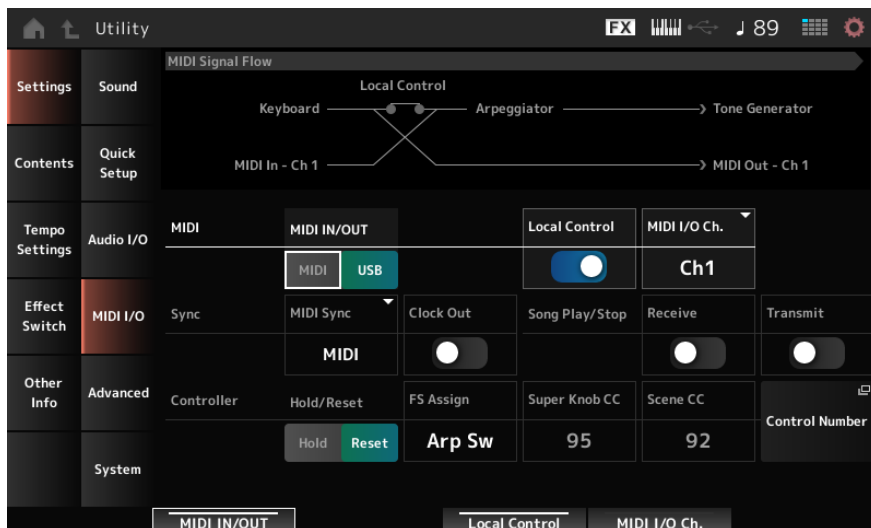 Utility
FX
♩ 89
Settings
Sound
Contents
Quick
Setup
Tempo
Settings
Audio I/O
Effect
Switch
MIDI I/O
Other
Info
Advanced
System
MIDI Signal Flow
Local Control
Keyboard
Arpeggiator
Tone Generator
MIDI In - Ch 1
MIDI Out - Ch 1
MIDI
MIDI IN/OUT
Local Control
MIDI I/O Ch.
MIDI
USB
Ch1
Sync
MIDI Sync
Clock Out
Song Play/Stop
Receive
Transmit
MIDI
Controller
Hold/Reset
FS Assign
Super Knob CC
Scene CC
Control Number
Hold
Reset
Arp Sw
95
92
MIDI IN/OUT
Local Control
MIDI I/O Ch.